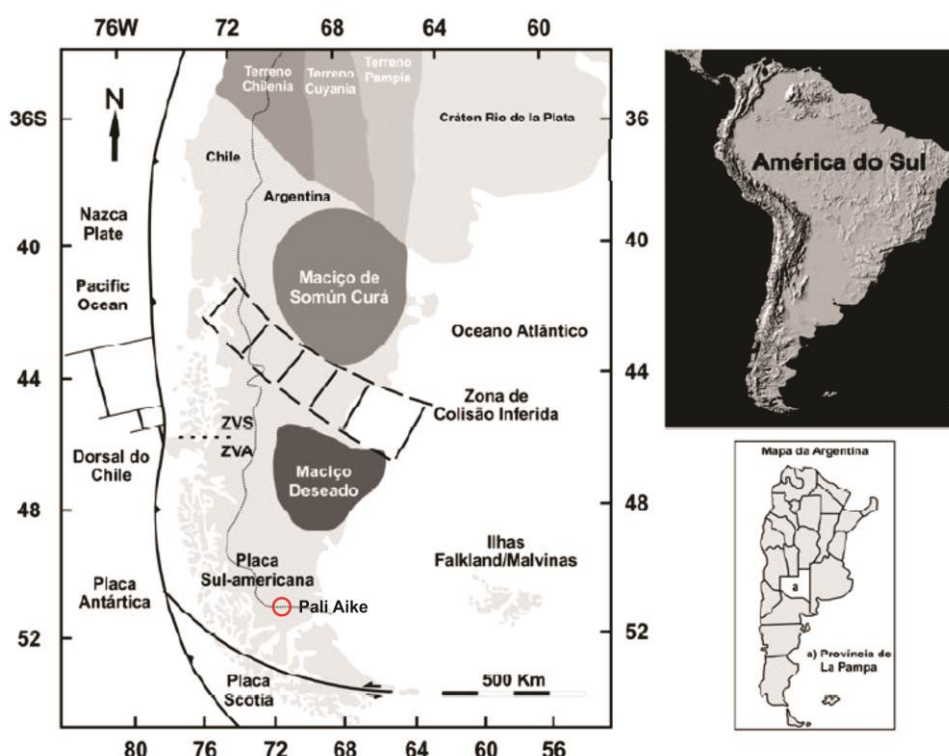 76W 72 68 64 60
N
36S
40
44
48
52
36
40
44
48
52
80 76 72 68 64 60 56
Terreno
Chilenia
Terreno
Cuyania
Terreno
Pampia
Cráton Rio de la Plata
Chile
Argentina
Nazca
Plate
Pacific
Ocean
Maciço de
Somún Curá
Oceano Atlântico
Zona de
Colisão Inferida
ZVS
ZVA
Dorsal do
Chile
Maciço
Deseado
Ilhas
Falkland/Malvinas
Placa
Sul-americana
Placa
Antártica
Pali Aike
Placa
Scotia
500 Km
América do Sul
Mapa da Argentina
a
a) Província de
La Pampa